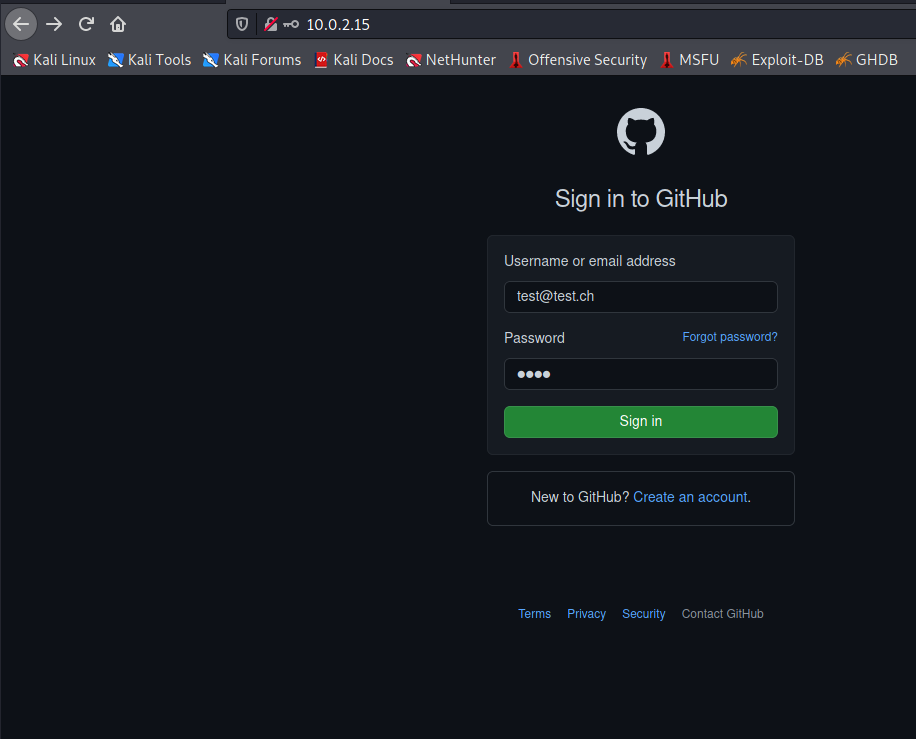 10.0.2.15
Kali Linux Kali Tools Kali Forums Kali Docs NetHunter Offensive Security MSFU Exploit-DB GHDB
Sign in to GitHub
Username or email address
test@test.ch
Password Forgot password?
●●●●
Sign in
New to GitHub? Create an account.
Terms Privacy Security Contact GitHub